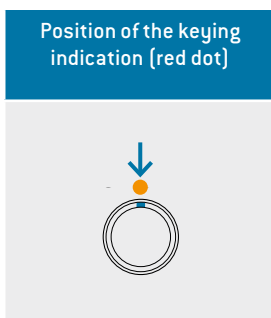 Position of the keying
indication (red dot)